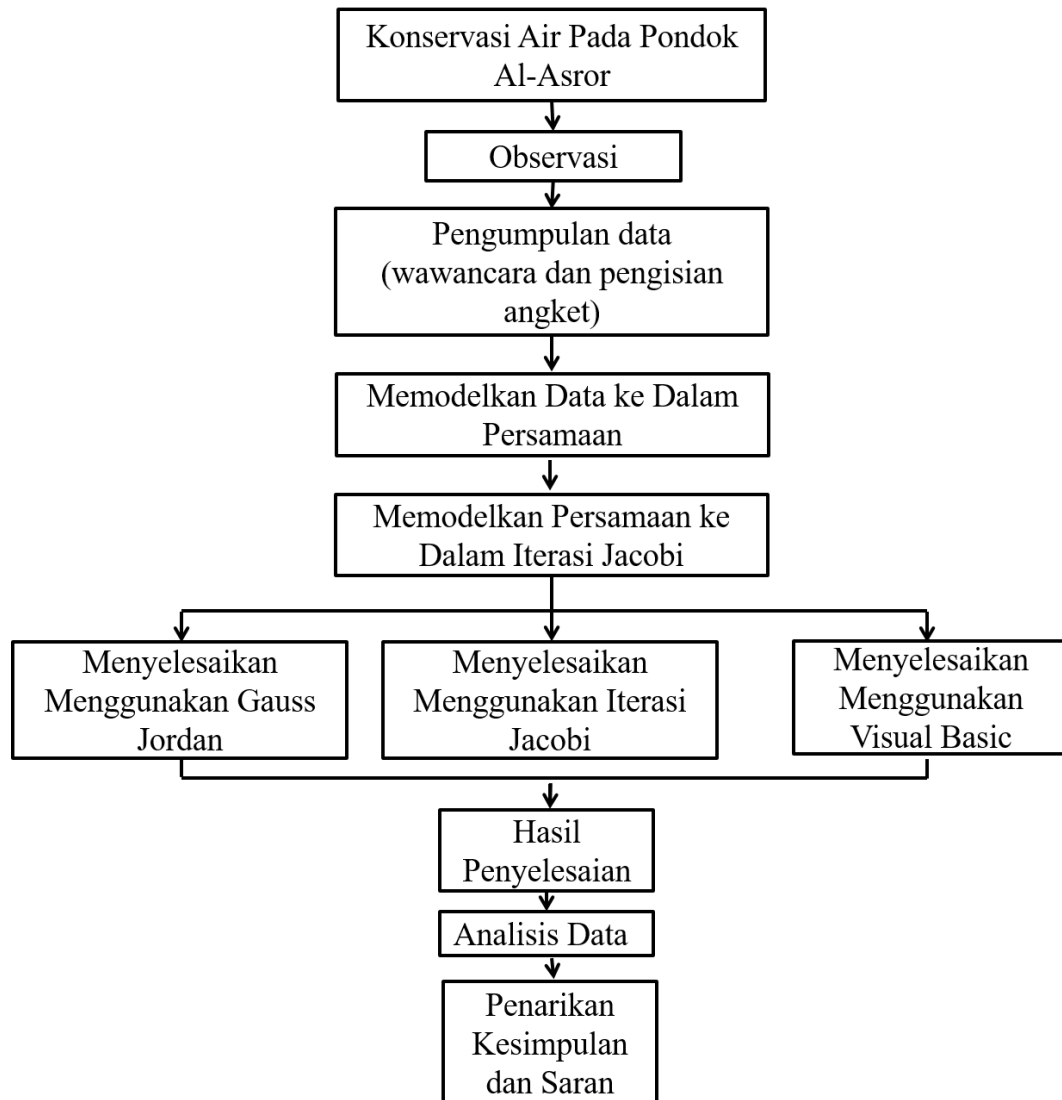 Konservasi Air Pada Pondok
Al-Asror
Observasi
Pengumpulan data
(wawancara dan pengisian
angket)
Memodelkan Data ke Dalam
Persamaan
Memodelkan Persamaan ke
Dalam Iterasi Jacobi
Menyelesaikan
Menggunakan Gauss
Jordan
Menyelesaikan
Menggunakan Iterasi
Jacobi
Menyelesaikan
Menggunakan
Visual Basic
Hasil
Penyelesaian
Analisis Data
Penarikan
Kesimpulan
dan Saran